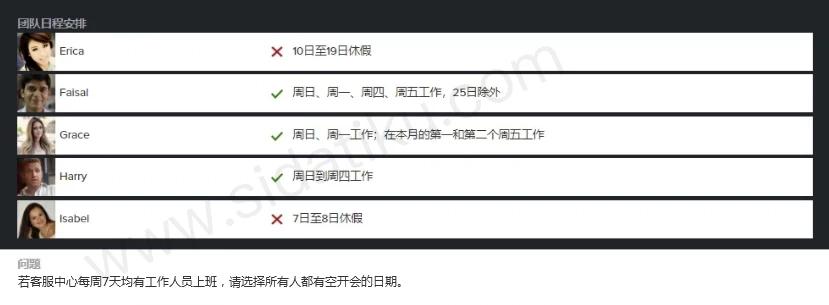 团队日程安排
Erica 10日至19日休假
Faisal 周日、周一、周四、周五工作，25日除外
Grace 周日、周一工作；在本月的第一和第二个周五工作
Harry 周日到周四工作
Isabel 7日至8日休假
www.sidatiku.com
问题
若客服中心每周7天均有工作人员上班，请选择所有人都有空开会的日期。